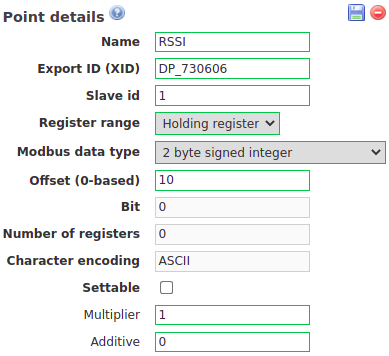 Point details
Name RSSI
Export ID (XID) DP_730606
Slave id 1
Register range Holding register
Modbus data type 2 byte signed integer
Offset (0-based) 10
Bit 0
Number of registers 0
Character encoding ASCII
Settable
Multiplier 1
Additive 0